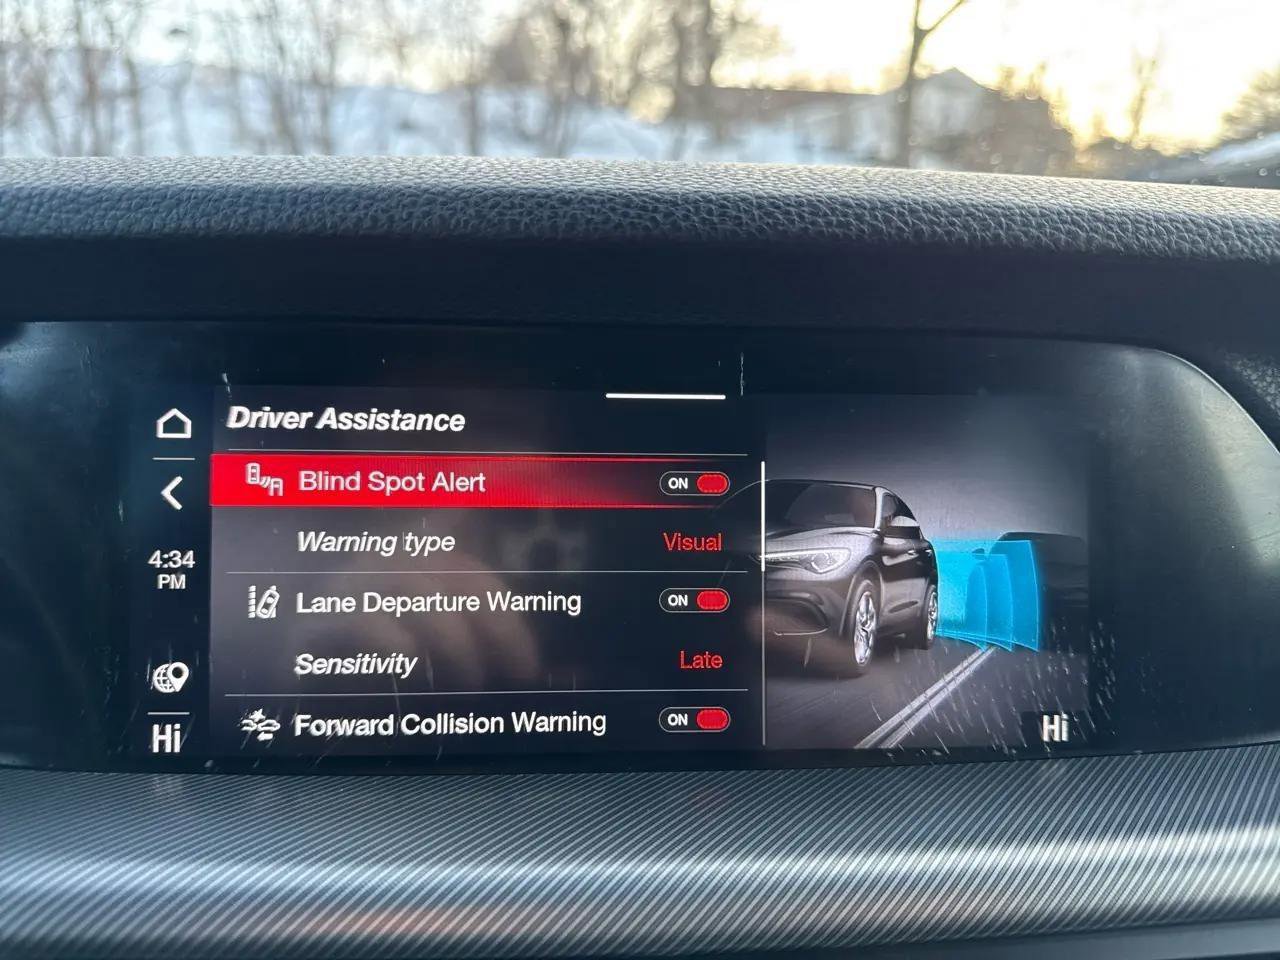 Driver Assistance
Blind Spot Alert ON
Warning type Visual
4:34
PM
Lane Departure Warning ON
Sensitivity Late
Forward Collision Warning ON
Hi
Hi